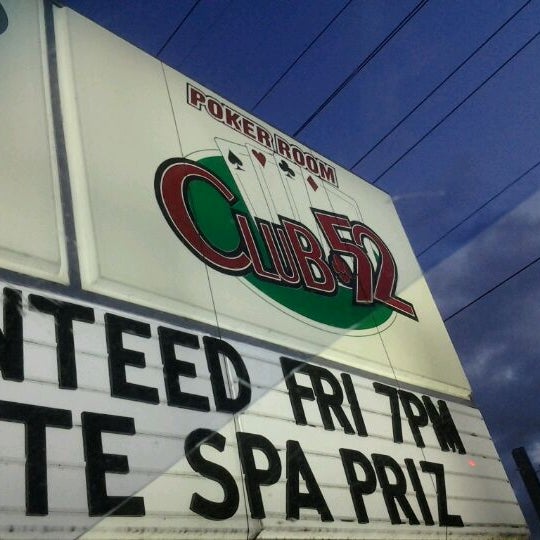 POKER ROOM
CLUB 52
NTEED FRI 7PM
TE SPA PRIZ